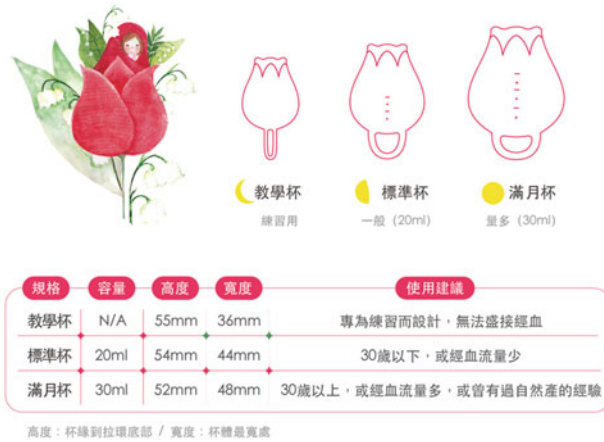 教學杯 標準杯 滿月杯
練習用 一般 (20ml) 量多 (30ml)
規格 容量 高度 寬度 使用建議
教學杯 N/A 55mm 36mm 專為練習而設計，無法盛接經血
標準杯 20ml 54mm 44mm 30歲以下，或經血流量少
滿月杯 30ml 52mm 48mm 30歲以上，或經血流量多，或曾有過自然產的經驗
高度：杯緣到拉環底部 / 寬度：杯體最寬處